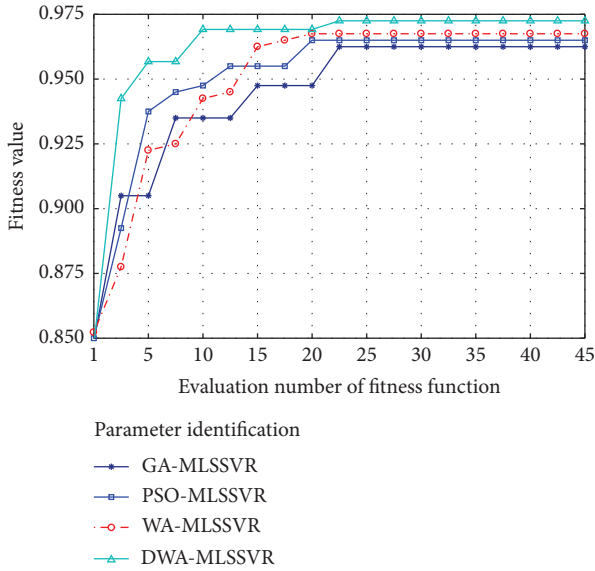 0.975
0.950
0.925
0.900
0.875
0.850
Fitness value
1 5 10 15 20 25 30 35 40 45
Evaluation number of fitness function
Parameter identification
GA-MLSSVR
PSO-MLSSVR
WA-MLSSVR
DWA-MLSSVR